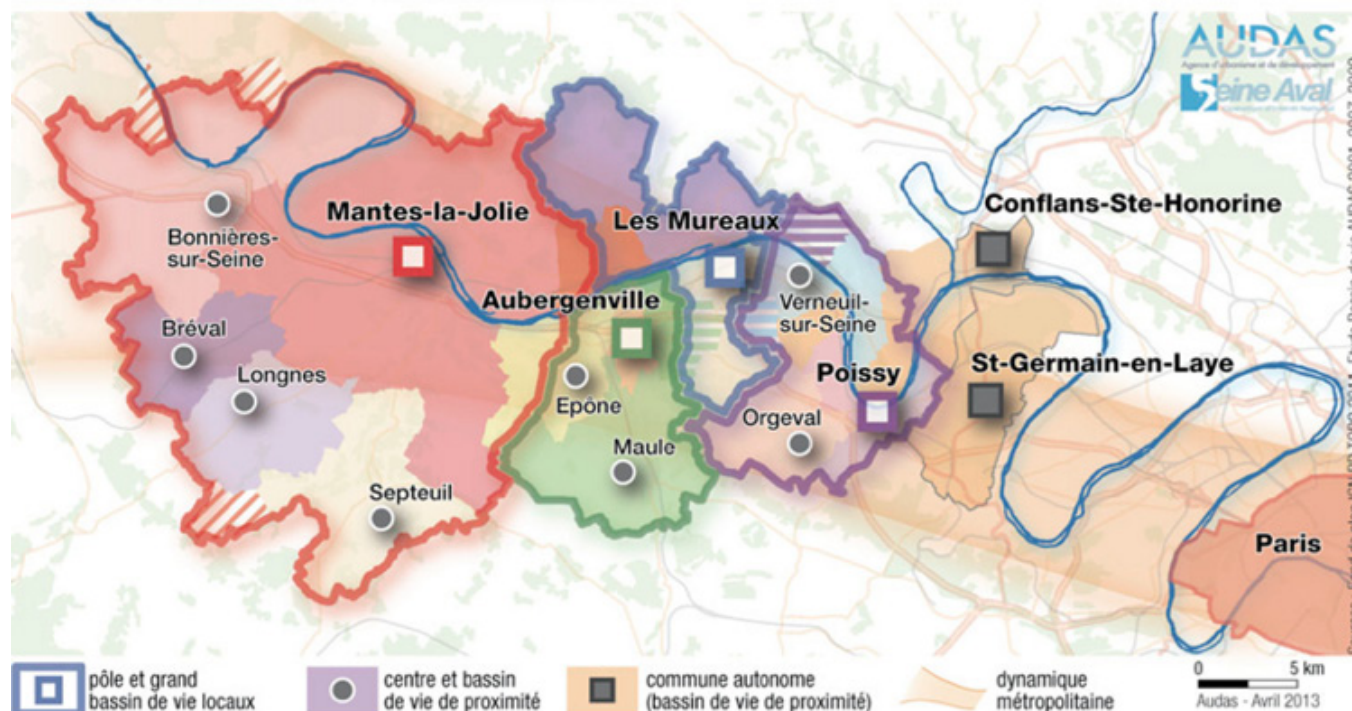 AUDAS
Agence d'urbanisme et de développement
Seine Aval
Conflans-Ste-Honorine
Mantes-la-Jolie
Les Mureaux
Bonnières-
sur-Seine
Aubergenville
Verneuil-
sur-Seine
Bréval
Longnes
Epône
Poissy
St-Germain-en-Laye
Orgeval
Maule
Septeuil
Paris
pôle et grand
bassin de vie locaux
centre et bassin
de vie de proximité
commune autonome
(bassin de vie de proximité)
dynamique
métropolitaine
0 5 km
Audas - Avril 2013